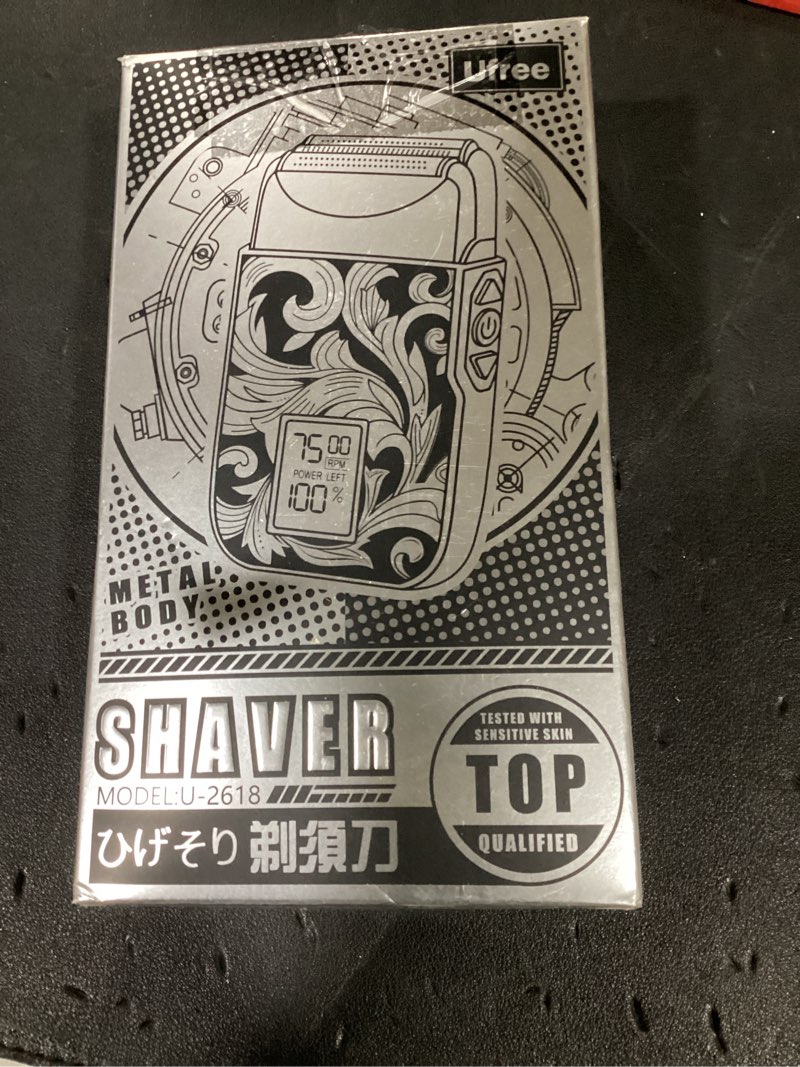 Ufree
75 00
RPM
POWER LEFT
100 %
METAL
BODY
SHAVER
MODEL:U-2618
ひげそり 剃須刀
TESTED WITH
SENSITIVE SKIN
TOP
QUALIFIED